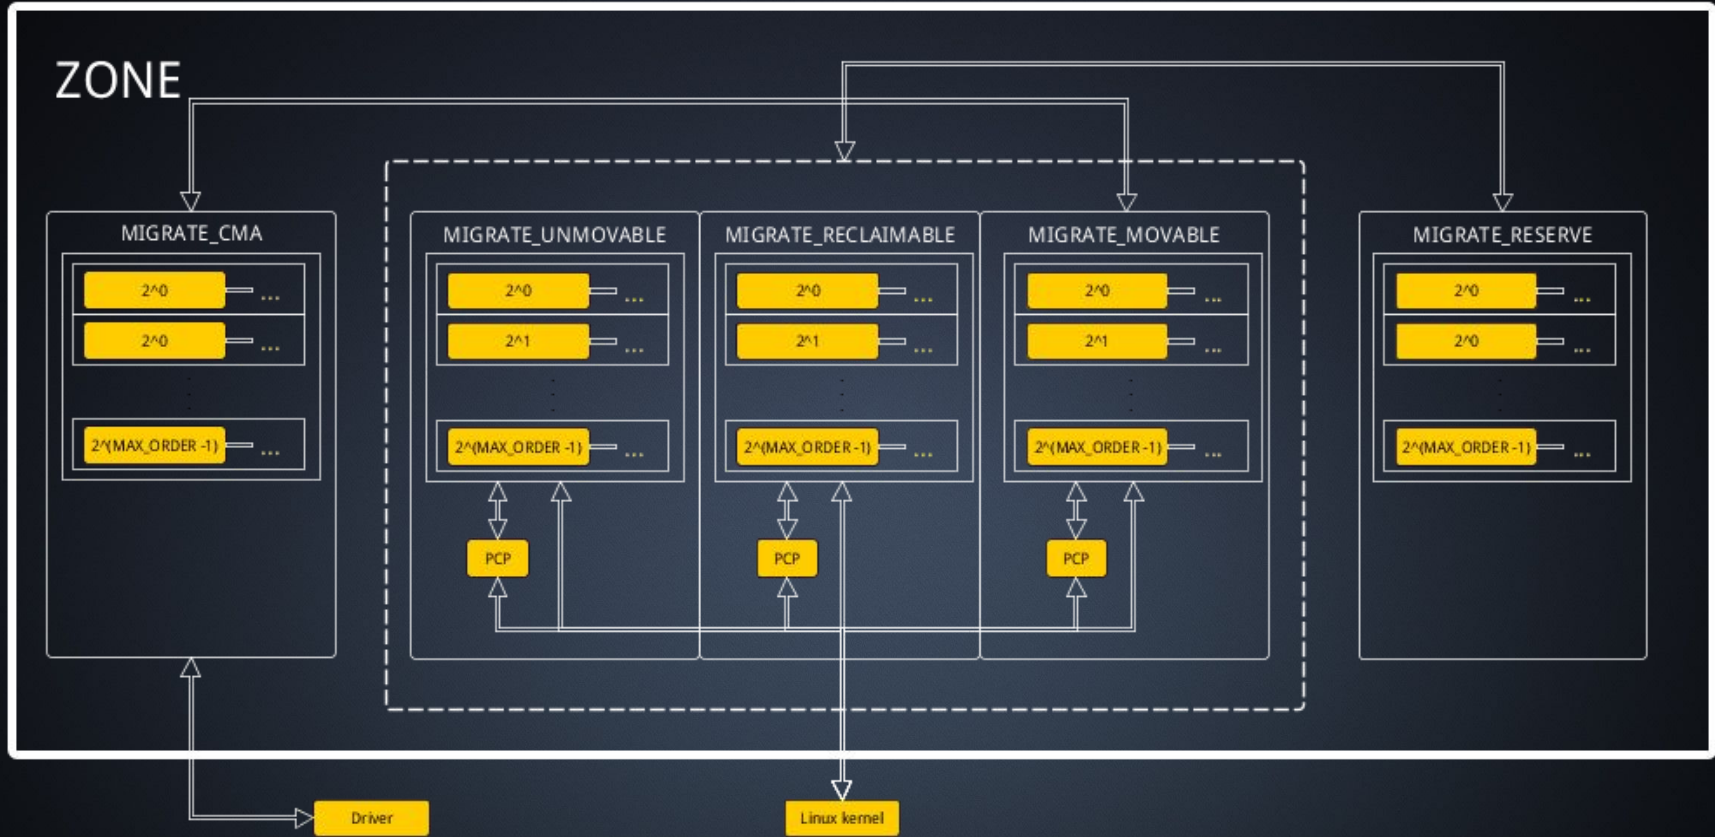 ZONE
MIGRATE_CMA
2^0 ...
2^0 ...
2^(MAX_ORDER -1) ...
MIGRATE_UNMOVABLE
2^0 ...
2^1 ...
2^(MAX_ORDER -1) ...
PCP
MIGRATE_RECLAIMABLE
2^0 ...
2^1 ...
2^(MAX_ORDER -1) ...
PCP
MIGRATE_MOVABLE
2^0 ...
2^1 ...
2^(MAX_ORDER -1) ...
PCP
MIGRATE_RESERVE
2^0 ...
2^0 ...
2^(MAX_ORDER -1) ...
Driver
Linux kernel